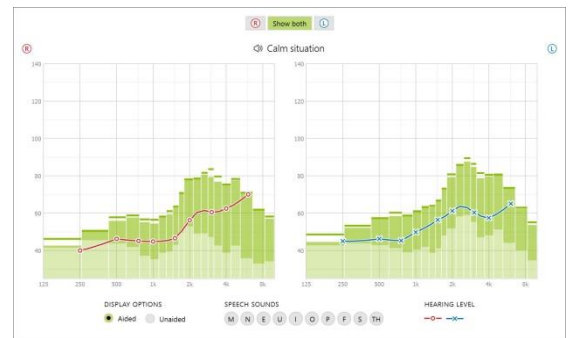 R Show both L
R Calm situation L
140 140
120 120
100 100
80 80
60 60
40 40
125 250 500 1k 2k 4k 8k 125 250 500 1k 2k 4k 8k
DISPLAY OPTIONS SPEECH SOUNDS HEARING LEVEL
Aided Unaided M N E U I O P F S TH